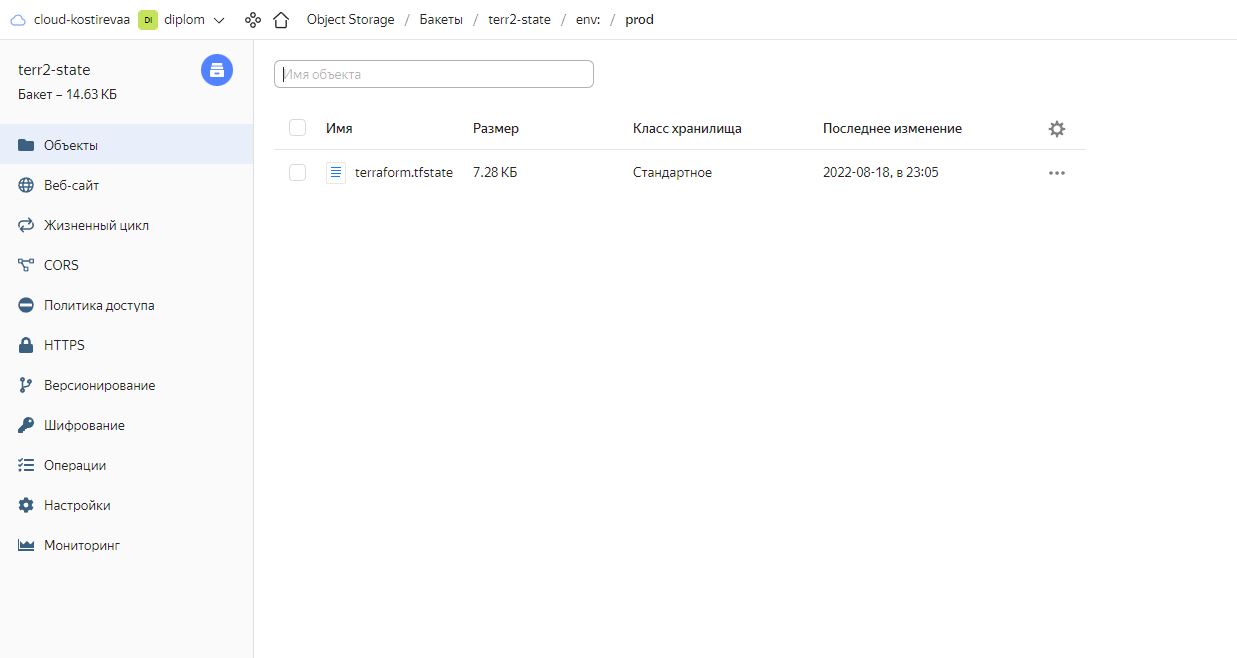 cloud-kostirevaa DI diplom Object Storage / Бакеты / terr2-state / env: / prod
terr2-state
Бакет – 14.63 КБ
Объекты
Веб-сайт
Жизненный цикл
CORS
Политика доступа
HTTPS
Версионирование
Шифрование
Операции
Настройки
Мониторинг
Имя объекта
Имя Размер Класс хранилища Последнее изменение
terraform.tfstate 7.28 КБ Стандартное 2022-08-18, в 23:05